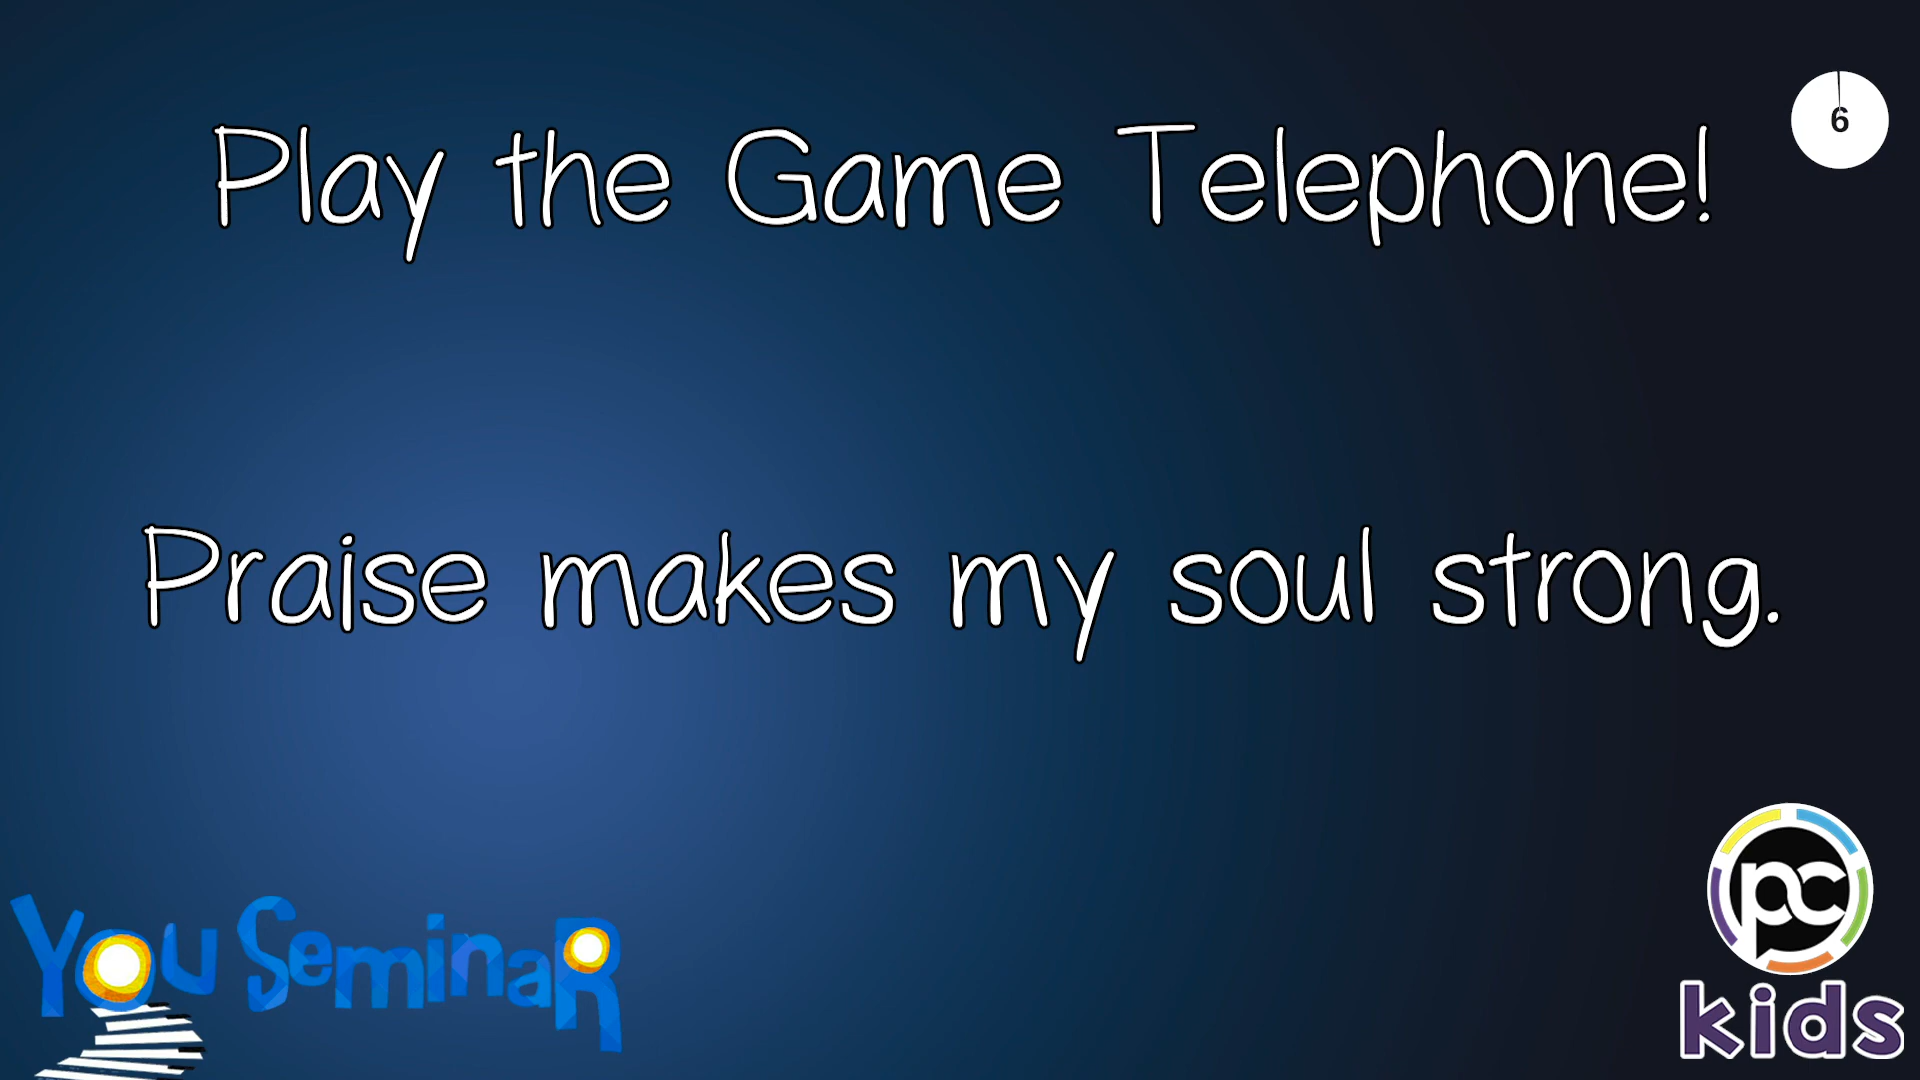 Play the Game Telephone!
6
Praise makes my soul strong.
You Seminar
pc
kids